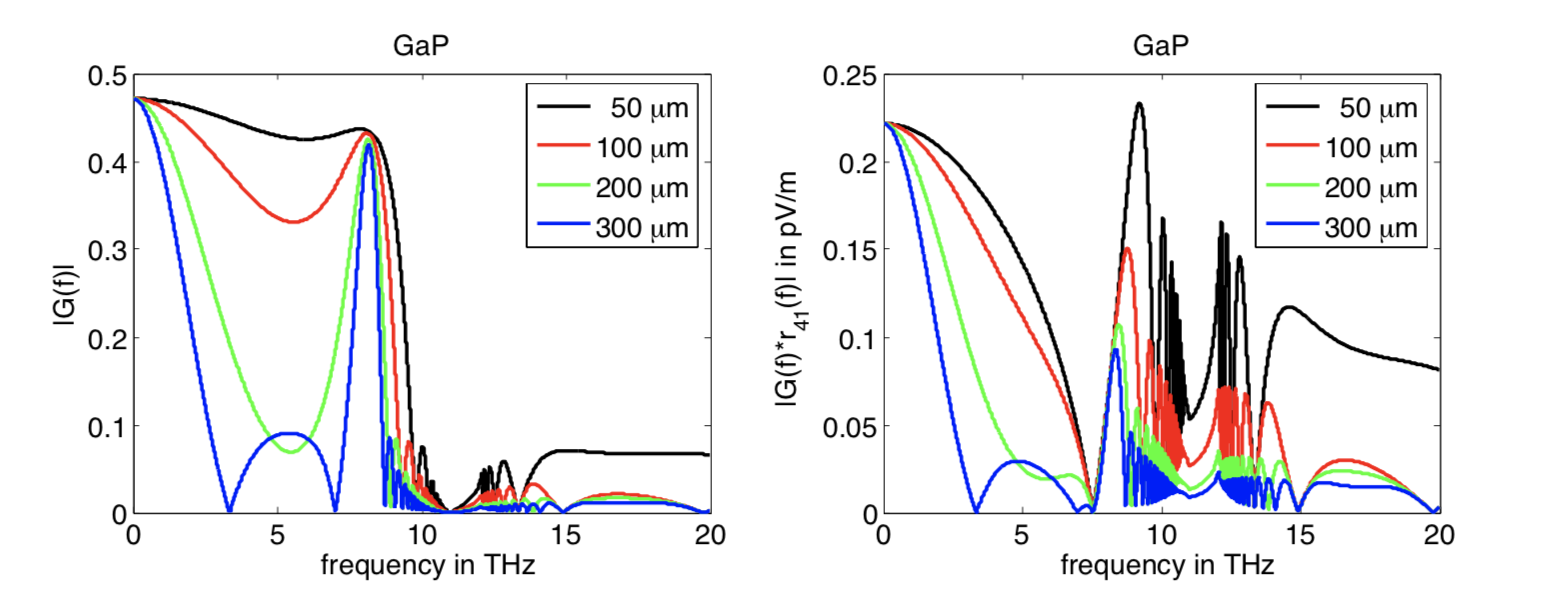 GaP
0.5
0.4
0.3
0.2
0.1
0
0
5
10
15
20
|G(f)|
frequency in THz
50 μm
100 μm
200 μm
300 μm
GaP
0.25
0.2
0.15
0.1
0.05
0
0
5
10
15
20
|G(f)*r41(f)| in pV/m
frequency in THz
50 μm
100 μm
200 μm
300 μm